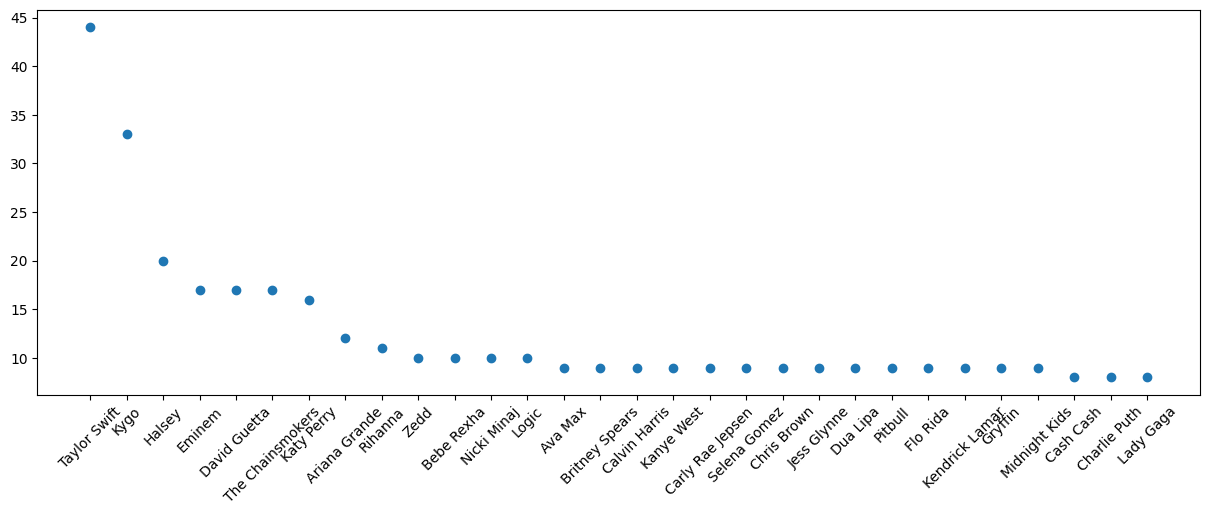 45
40
35
30
25
20
15
10
Taylor Swift
Kygo
Halsey
Eminem
David Guetta
The Chainsmokers
Katy Perry
Ariana Grande
Rihanna
Zedd
Bebe Rexha
Nicki Minaj
Logic
Ava Max
Britney Spears
Calvin Harris
Kanye West
Carly Rae Jepsen
Selena Gomez
Chris Brown
Jess Glynne
Dua Lipa
Pitbull
Flo Rida
Kendrick Lamar
Gryffin
Midnight Kids
Cash Cash
Charlie Puth
Lady Gaga